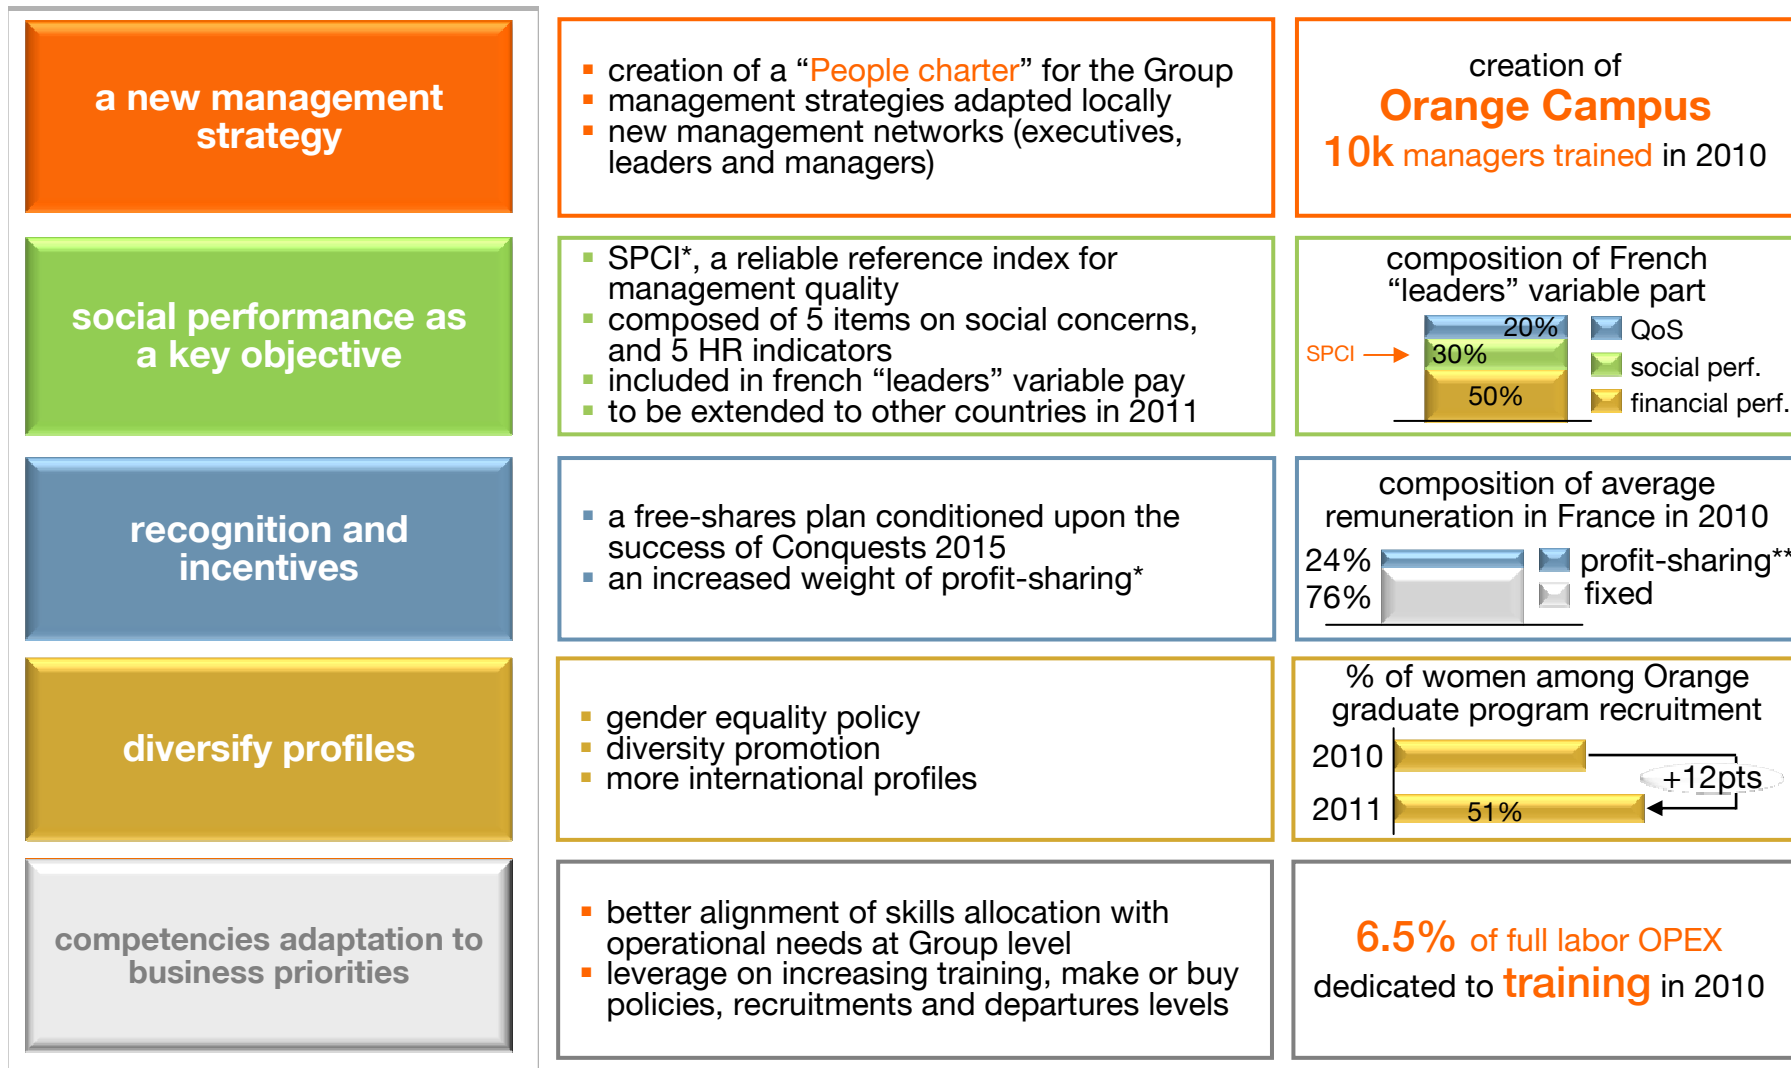 a new management
strategy
creation of a “People charter” for the Group
management strategies adapted locally
new management networks (executives,
leaders and managers)
creation of
Orange Campus
10k managers trained in 2010
social performance as
a key objective
SPCI*, a reliable reference index for
management quality
composed of 5 items on social concerns,
and 5 HR indicators
included in french “leaders” variable pay
to be extended to other countries in 2011
composition of French
“leaders” variable part
20%
QoS
SPCI
30%
social perf.
50%
financial perf.
recognition and
incentives
a free-shares plan conditioned upon the
success of Conquests 2015
an increased weight of profit-sharing*
composition of average
remuneration in France in 2010
24%
profit-sharing**
76%
fixed
diversify profiles
gender equality policy
diversity promotion
more international profiles
% of women among Orange
graduate program recruitment
2010
+12pts
2011
51%
competencies adaptation to
business priorities
better alignment of skills allocation with
operational needs at Group level
leverage on increasing training, make or buy
policies, recruitments and departures levels
6.5% of full labor OPEX
dedicated to training in 2010